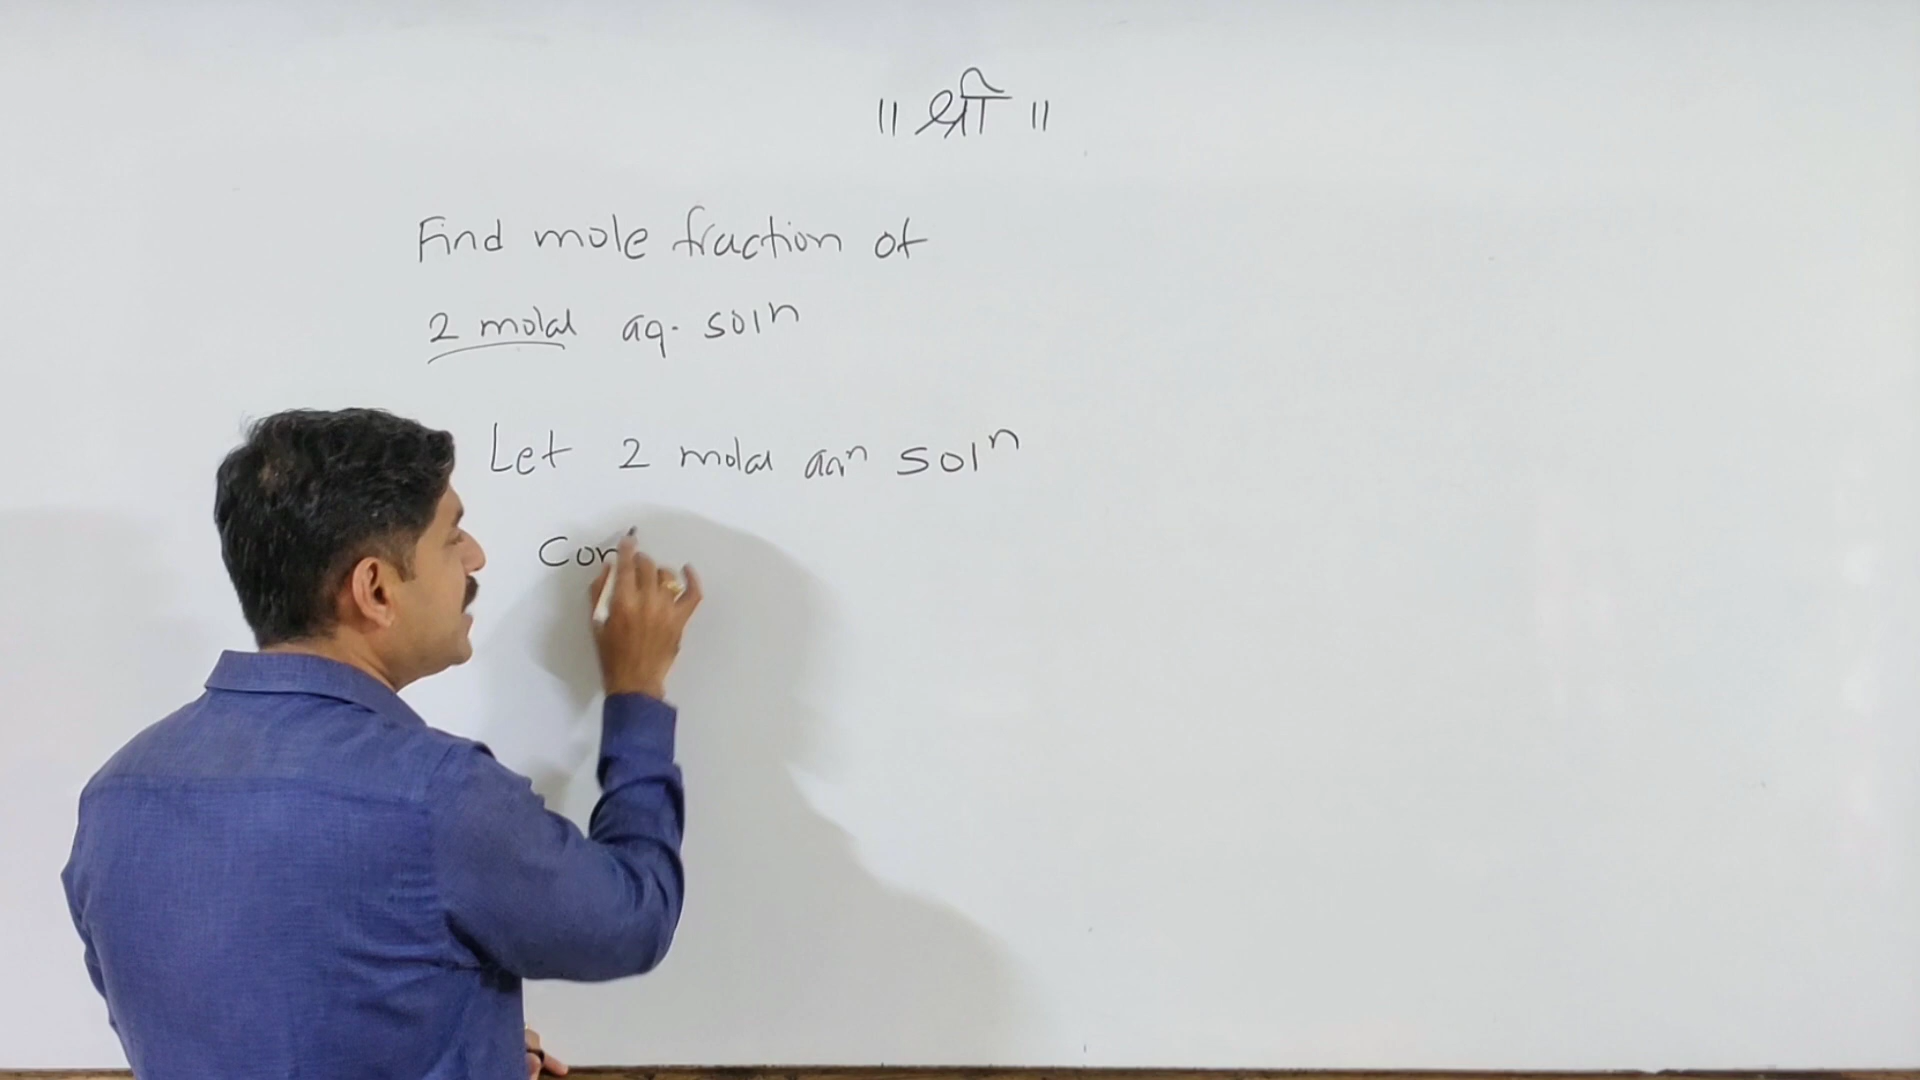 ॥ श्री ॥
Find mole fraction of
2 molal aq. solⁿ
Let 2 molal aqⁿ solⁿ
Con